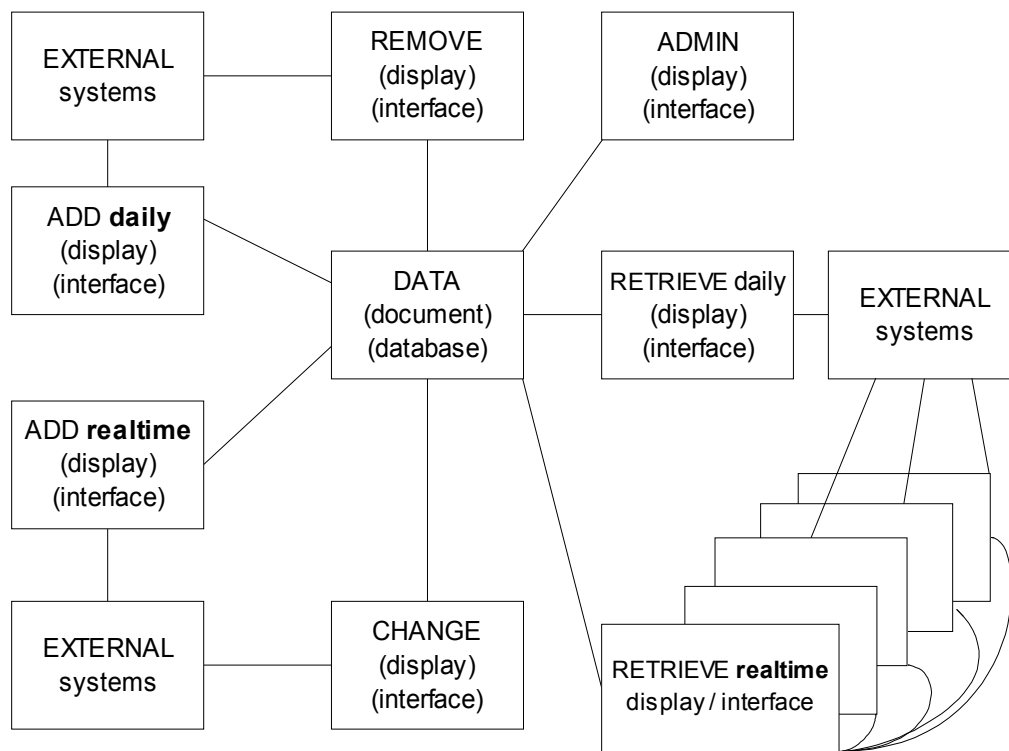 EXTERNAL
systems
REMOVE
(display)
(interface)
ADMIN
(display)
(interface)
ADD daily
(display)
(interface)
DATA
(document)
(database)
RETRIEVE daily
(display)
(interface)
EXTERNAL
systems
ADD realtime
(display)
(interface)
EXTERNAL
systems
CHANGE
(display)
(interface)
RETRIEVE realtime
display / interface